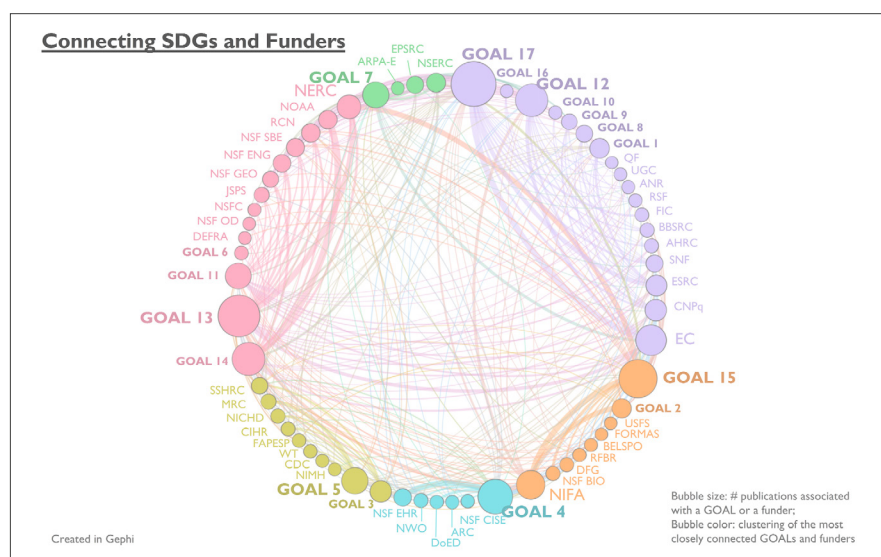 Connecting SDGs and Funders
GOAL 17
GOAL 16
GOAL 12
GOAL 10
GOAL 9
GOAL 8
GOAL 1
QF
UGC
ANR
RSF
FIC
BBSRC
AHRC
SNF
ESRC
CNPq
EC
GOAL 15
GOAL 2
USFS
FORMAS
BELSPO
RFBR
DFG
NSF BIO
NIFA
GOAL 4
NSF CISE
ARC
DoED
NWO
NSF EHR
GOAL 3
GOAL 5
NIMH
CDC
WT
FAPESP
CIHR
NICHD
MRC
SSHRC
GOAL 14
GOAL 13
GOAL 11
GOAL 6
DEFRA
NSF OD
NSFC
JSPS
NSF GEO
NSF ENG
NSF SBE
RCN
NOAA
NERC
GOAL 7
ARPA-E
EPSRC
NSERC
Bubble size: # publications associated
with a GOAL or a funder;
Bubble color: clustering of the most
closely connected GOALs and funders
Created in Gephi